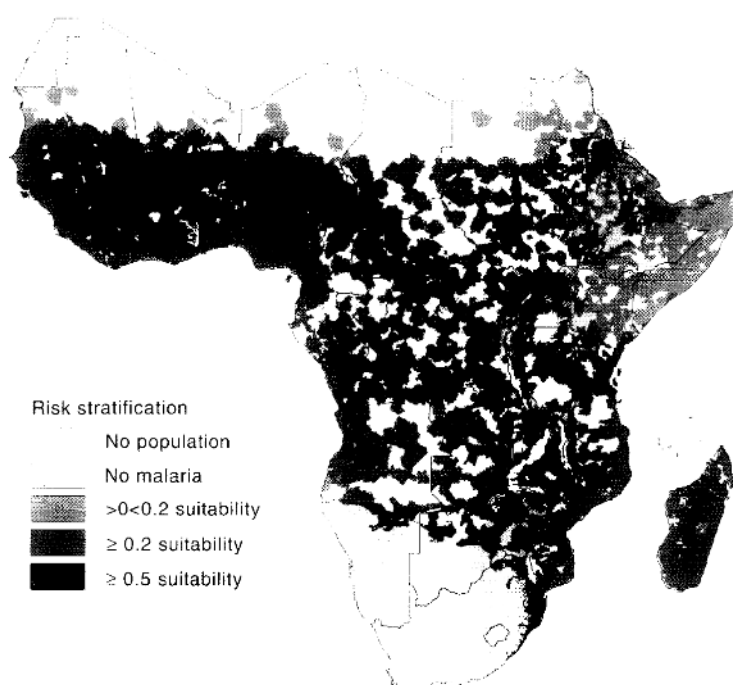 Risk stratification
No population
No malaria
>0<0.2 suitability
≥ 0.2 suitability
≥ 0.5 suitability